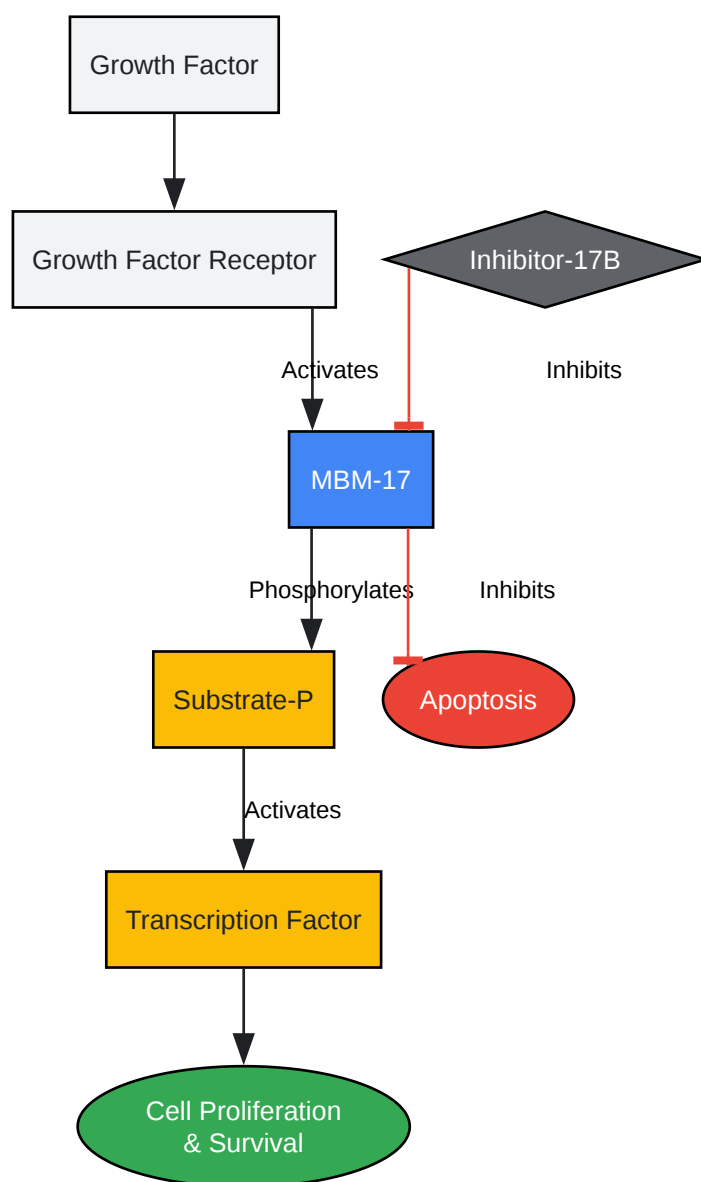 Growth Factor
Growth Factor Receptor
Inhibitor-17B
Activates
Inhibits
MBM-17
Phosphorylates
Inhibits
Substrate-P
Apoptosis
Activates
Transcription Factor
Cell Proliferation
& Survival